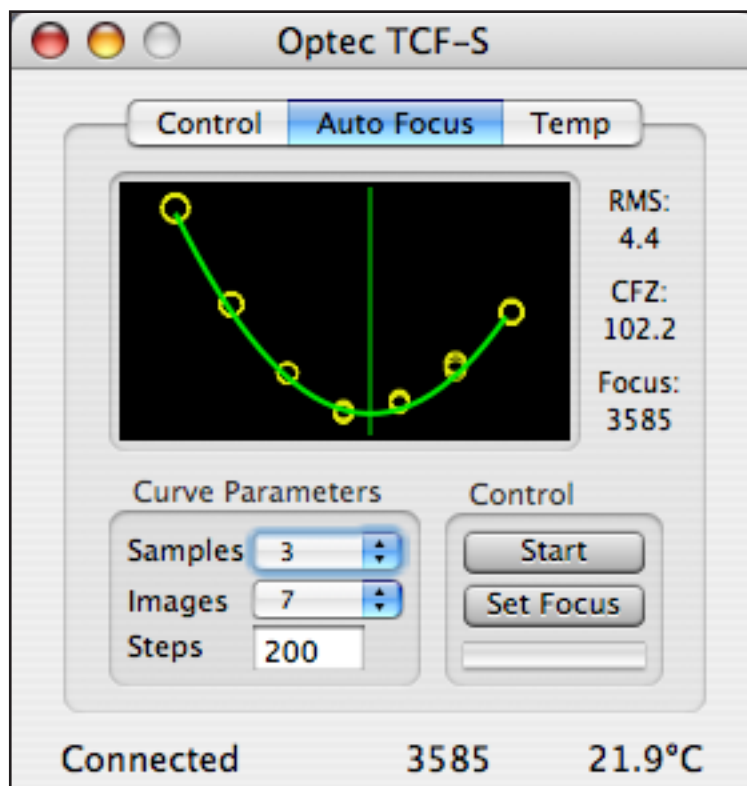 Optec TCF-S
Control Auto Focus Temp
RMS:
4.4
CFZ:
102.2
Focus:
3585
Curve Parameters
Samples 3
Images 7
Steps 200
Control
Start
Set Focus
Connected 3585 21.9°C